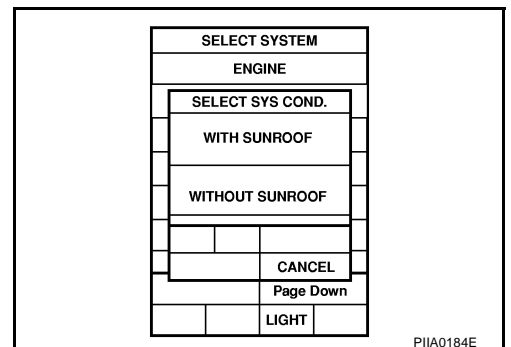 SELECT SYSTEM
ENGINE
SELECT SYS COND.
WITH SUNROOF
WITHOUT SUNROOF
CANCEL
Page Down
LIGHT
PIIA0184E